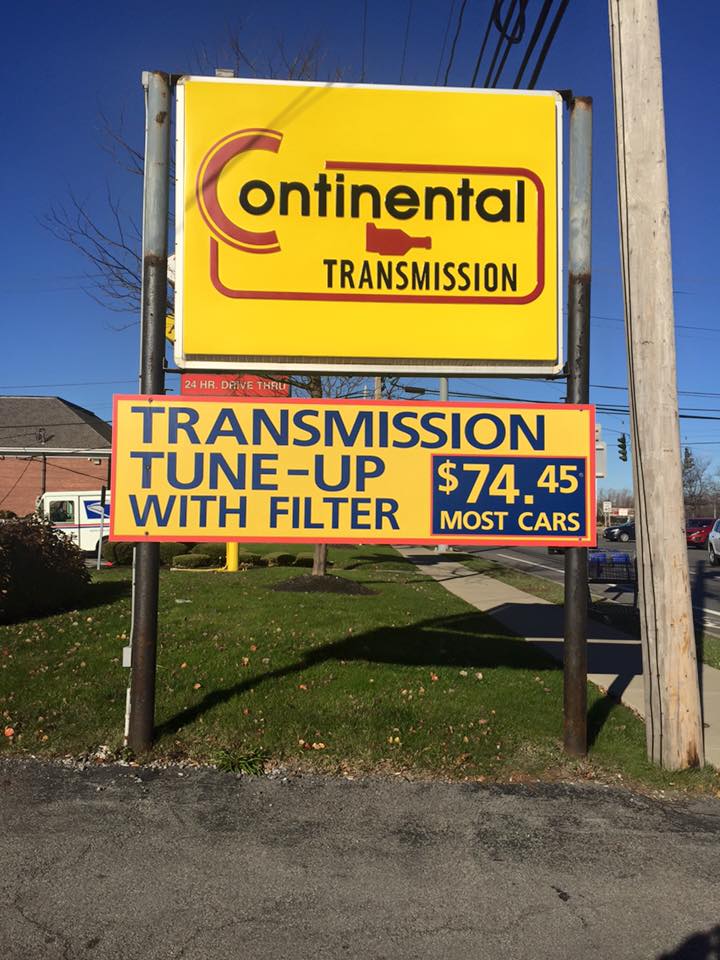 Continental
TRANSMISSION
24 HR. DRIVE THRU
TRANSMISSION
TUNE-UP
WITH FILTER
$74.45
MOST CARS